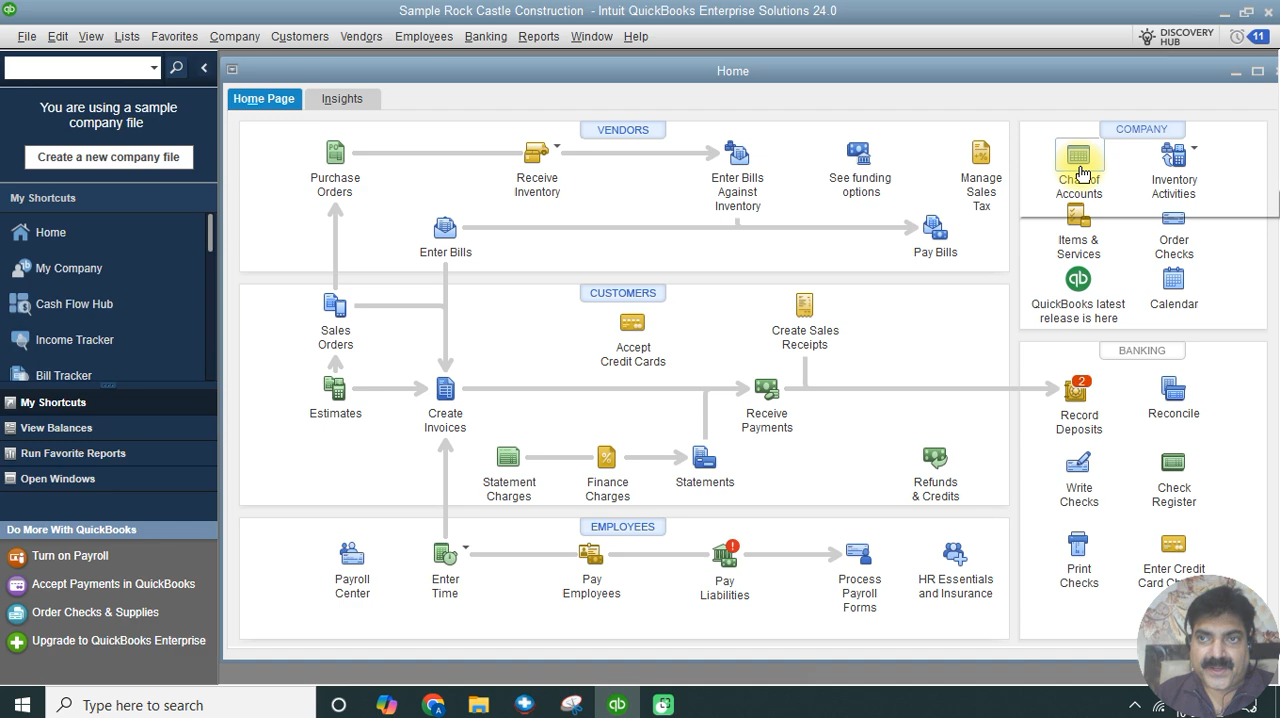 Sample Rock Castle Construction - Intuit QuickBooks Enterprise Solutions 24.0
File Edit View Lists Favorites Company Customers Vendors Employees Banking Reports Window Help
DISCOVERY
HUB
11
Home
You are using a sample
company file
Create a new company file
My Shortcuts
Home
My Company
Cash Flow Hub
Income Tracker
Bill Tracker
My Shortcuts
View Balances
Run Favorite Reports
Open Windows
Do More With QuickBooks
Turn on Payroll
Accept Payments in QuickBooks
Order Checks & Supplies
Upgrade to QuickBooks Enterprise
Home Page
Insights
VENDORS
Purchase
Orders
Receive
Inventory
Enter Bills
Against
Inventory
See funding
options
Manage
Sales
Tax
Enter Bills
Pay Bills
CUSTOMERS
Sales
Orders
Accept
Credit Cards
Create Sales
Receipts
Estimates
Create
Invoices
Receive
Payments
Statement
Charges
Finance
Charges
Statements
Refunds
& Credits
EMPLOYEES
Payroll
Center
Enter
Time
Pay
Employees
Pay
Liabilities
Process
Payroll
Forms
HR Essentials
and Insurance
COMPANY
Chart of
Accounts
Inventory
Activities
Items &
Services
Order
Checks
QuickBooks latest
release is here
Calendar
BANKING
2
Record
Deposits
Reconcile
Write
Checks
Check
Register
Print
Checks
Enter Credit
Card
Type here to search